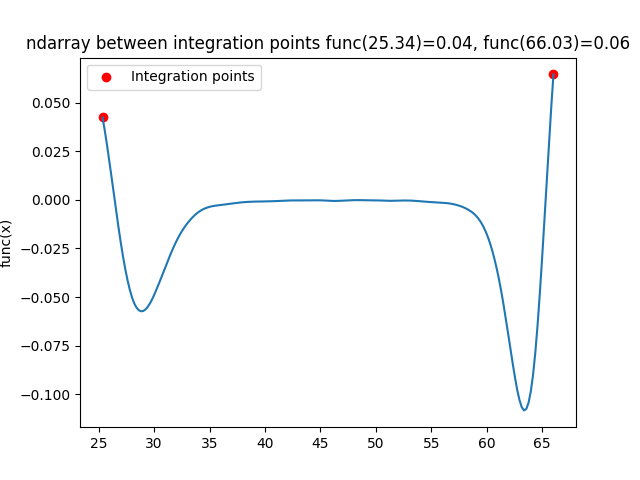 ndarray between integration points func(25.34)=0.04, func(66.03)=0.06
Integration points
func(x)
0.050
0.025
0.000
−0.025
−0.050
−0.075
−0.100
25 30 35 40 45 50 55 60 65